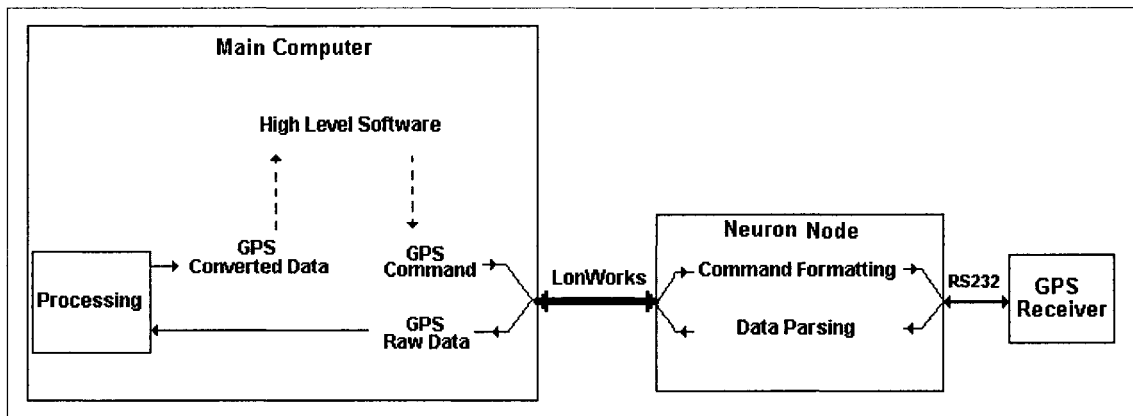 Main Computer
High Level Software
GPS
Converted Data
GPS
Command
Processing
GPS
Raw Data
LonWorks
Neuron Node
Command Formatting
Data Parsing
RS232
GPS
Receiver